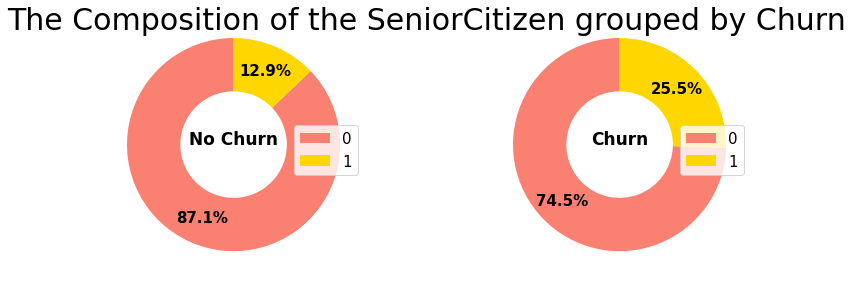 The Composition of the SeniorCitizen grouped by Churn
12.9%
No Churn
87.1%
0
1
25.5%
Churn
74.5%
0
1